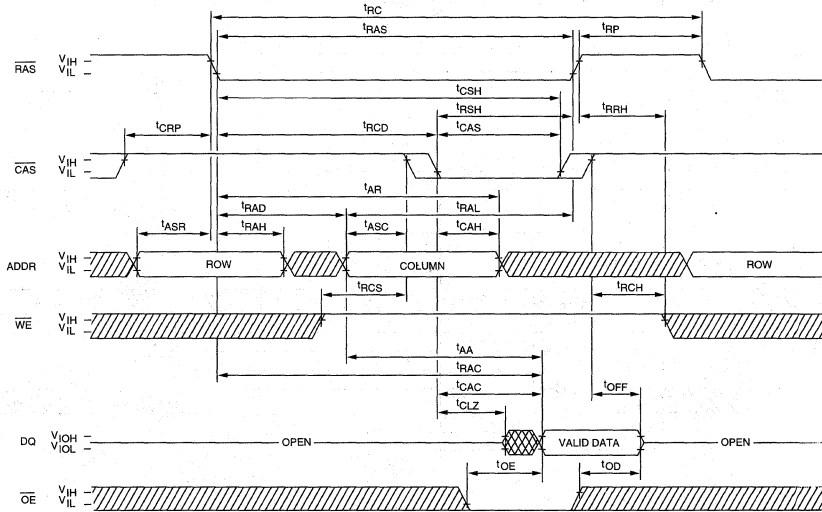 tRC
tRAS
tRP
RAS VIH
VIL
tCSH
tRSH
tRRH
tCRP
tRCD
tCAS
CAS VIH
VIL
tAR
tRAD
tRAL
tASR
tRAH
tASC
tCAH
ADDR VIH
VIL
ROW
COLUMN
ROW
tRCS
tRCH
WE VIH
VIL
tAA
tRAC
tCAC
tOFF
tCLZ
DQ VIOH
VIOL
OPEN
VALID DATA
OPEN
tOE
tOD
OE VIH
VIL